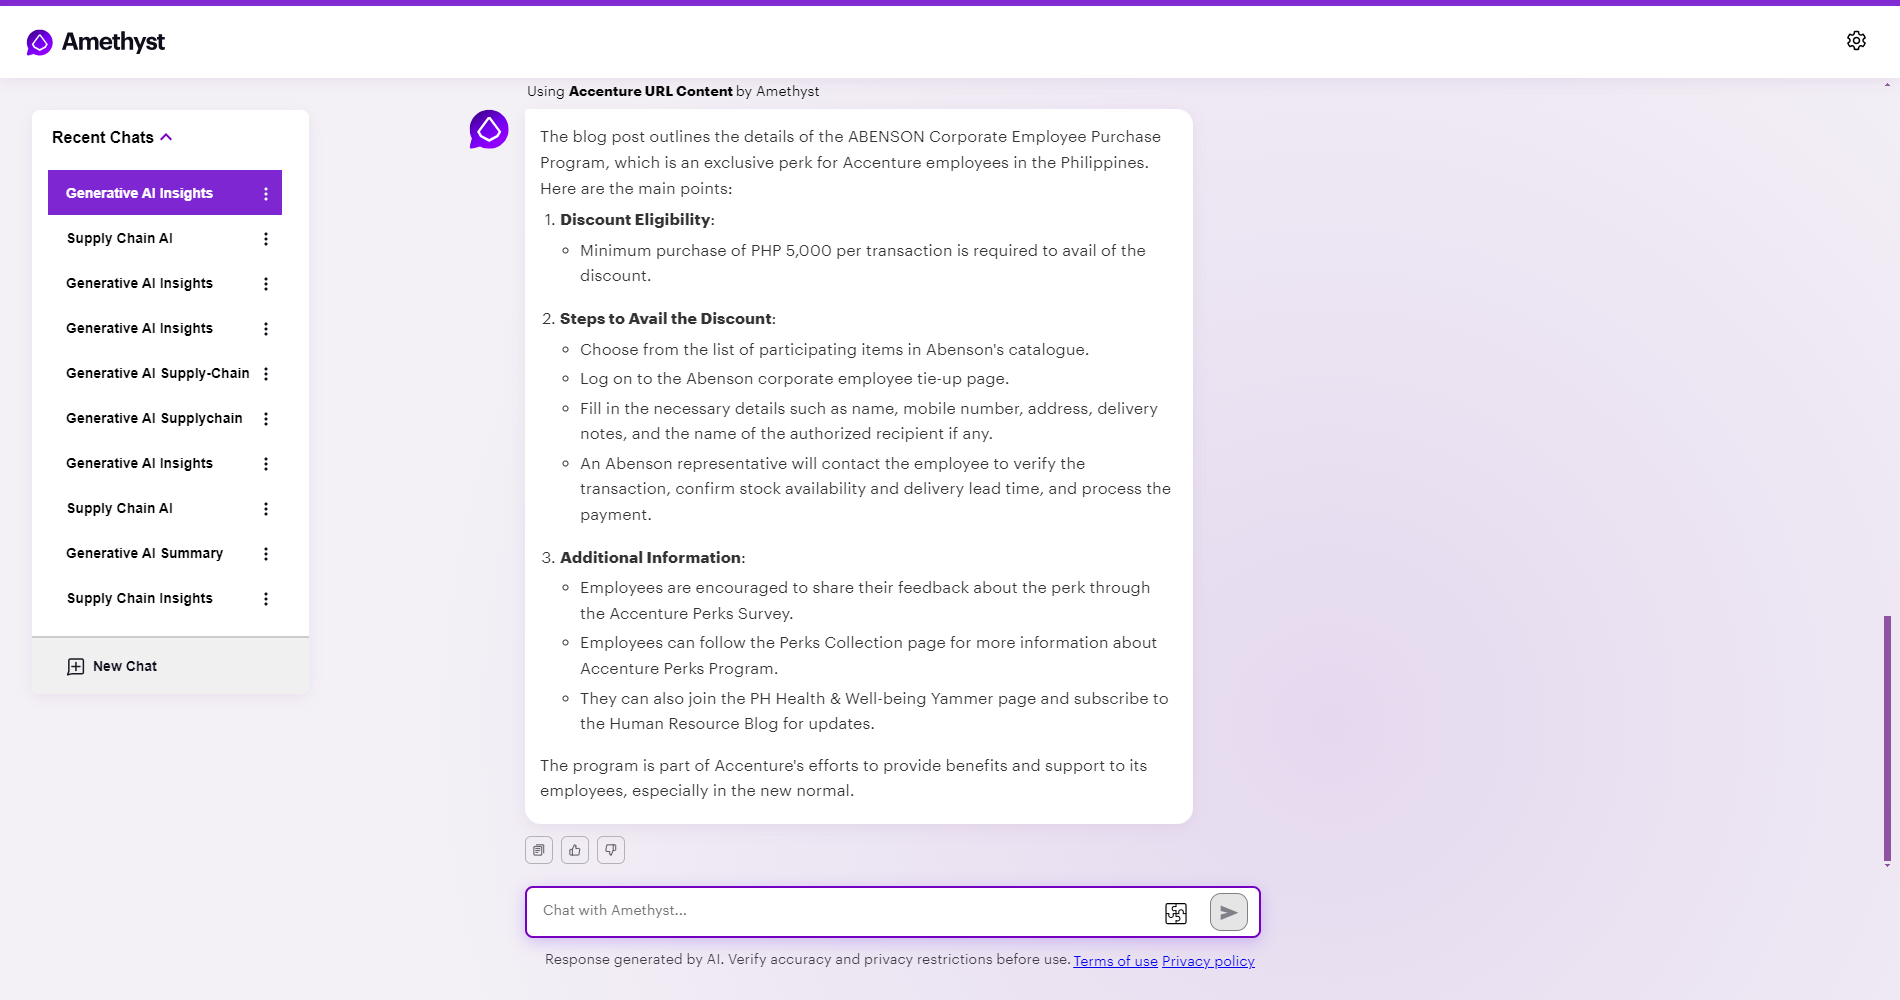 Amethyst
Recent Chats
Generative AI Insights
Supply Chain AI
Generative AI Insights
Generative AI Insights
Generative AI Supply-Chain
Generative AI Supplychain
Generative AI Insights
Supply Chain AI
Generative AI Summary
Supply Chain Insights
New Chat
Using Accenture URL Content by Amethyst
The blog post outlines the details of the ABENSON Corporate Employee Purchase
Program, which is an exclusive perk for Accenture employees in the Philippines.
Here are the main points:
1. Discount Eligibility:
Minimum purchase of PHP 5,000 per transaction is required to avail of the
discount.
2. Steps to Avail the Discount:
Choose from the list of participating items in Abenson's catalogue.
Log on to the Abenson corporate employee tie-up page.
Fill in the necessary details such as name, mobile number, address, delivery
notes, and the name of the authorized recipient if any.
An Abenson representative will contact the employee to verify the
transaction, confirm stock availability and delivery lead time, and process the
payment.
3. Additional Information:
Employees are encouraged to share their feedback about the perk through
the Accenture Perks Survey.
Employees can follow the Perks Collection page for more information about
Accenture Perks Program.
They can also join the PH Health & Well-being Yammer page and subscribe to
the Human Resource Blog for updates.
The program is part of Accenture's efforts to provide benefits and support to its
employees, especially in the new normal.
Chat with Amethyst...
Response generated by AI. Verify accuracy and privacy restrictions before use. Terms of use Privacy policy